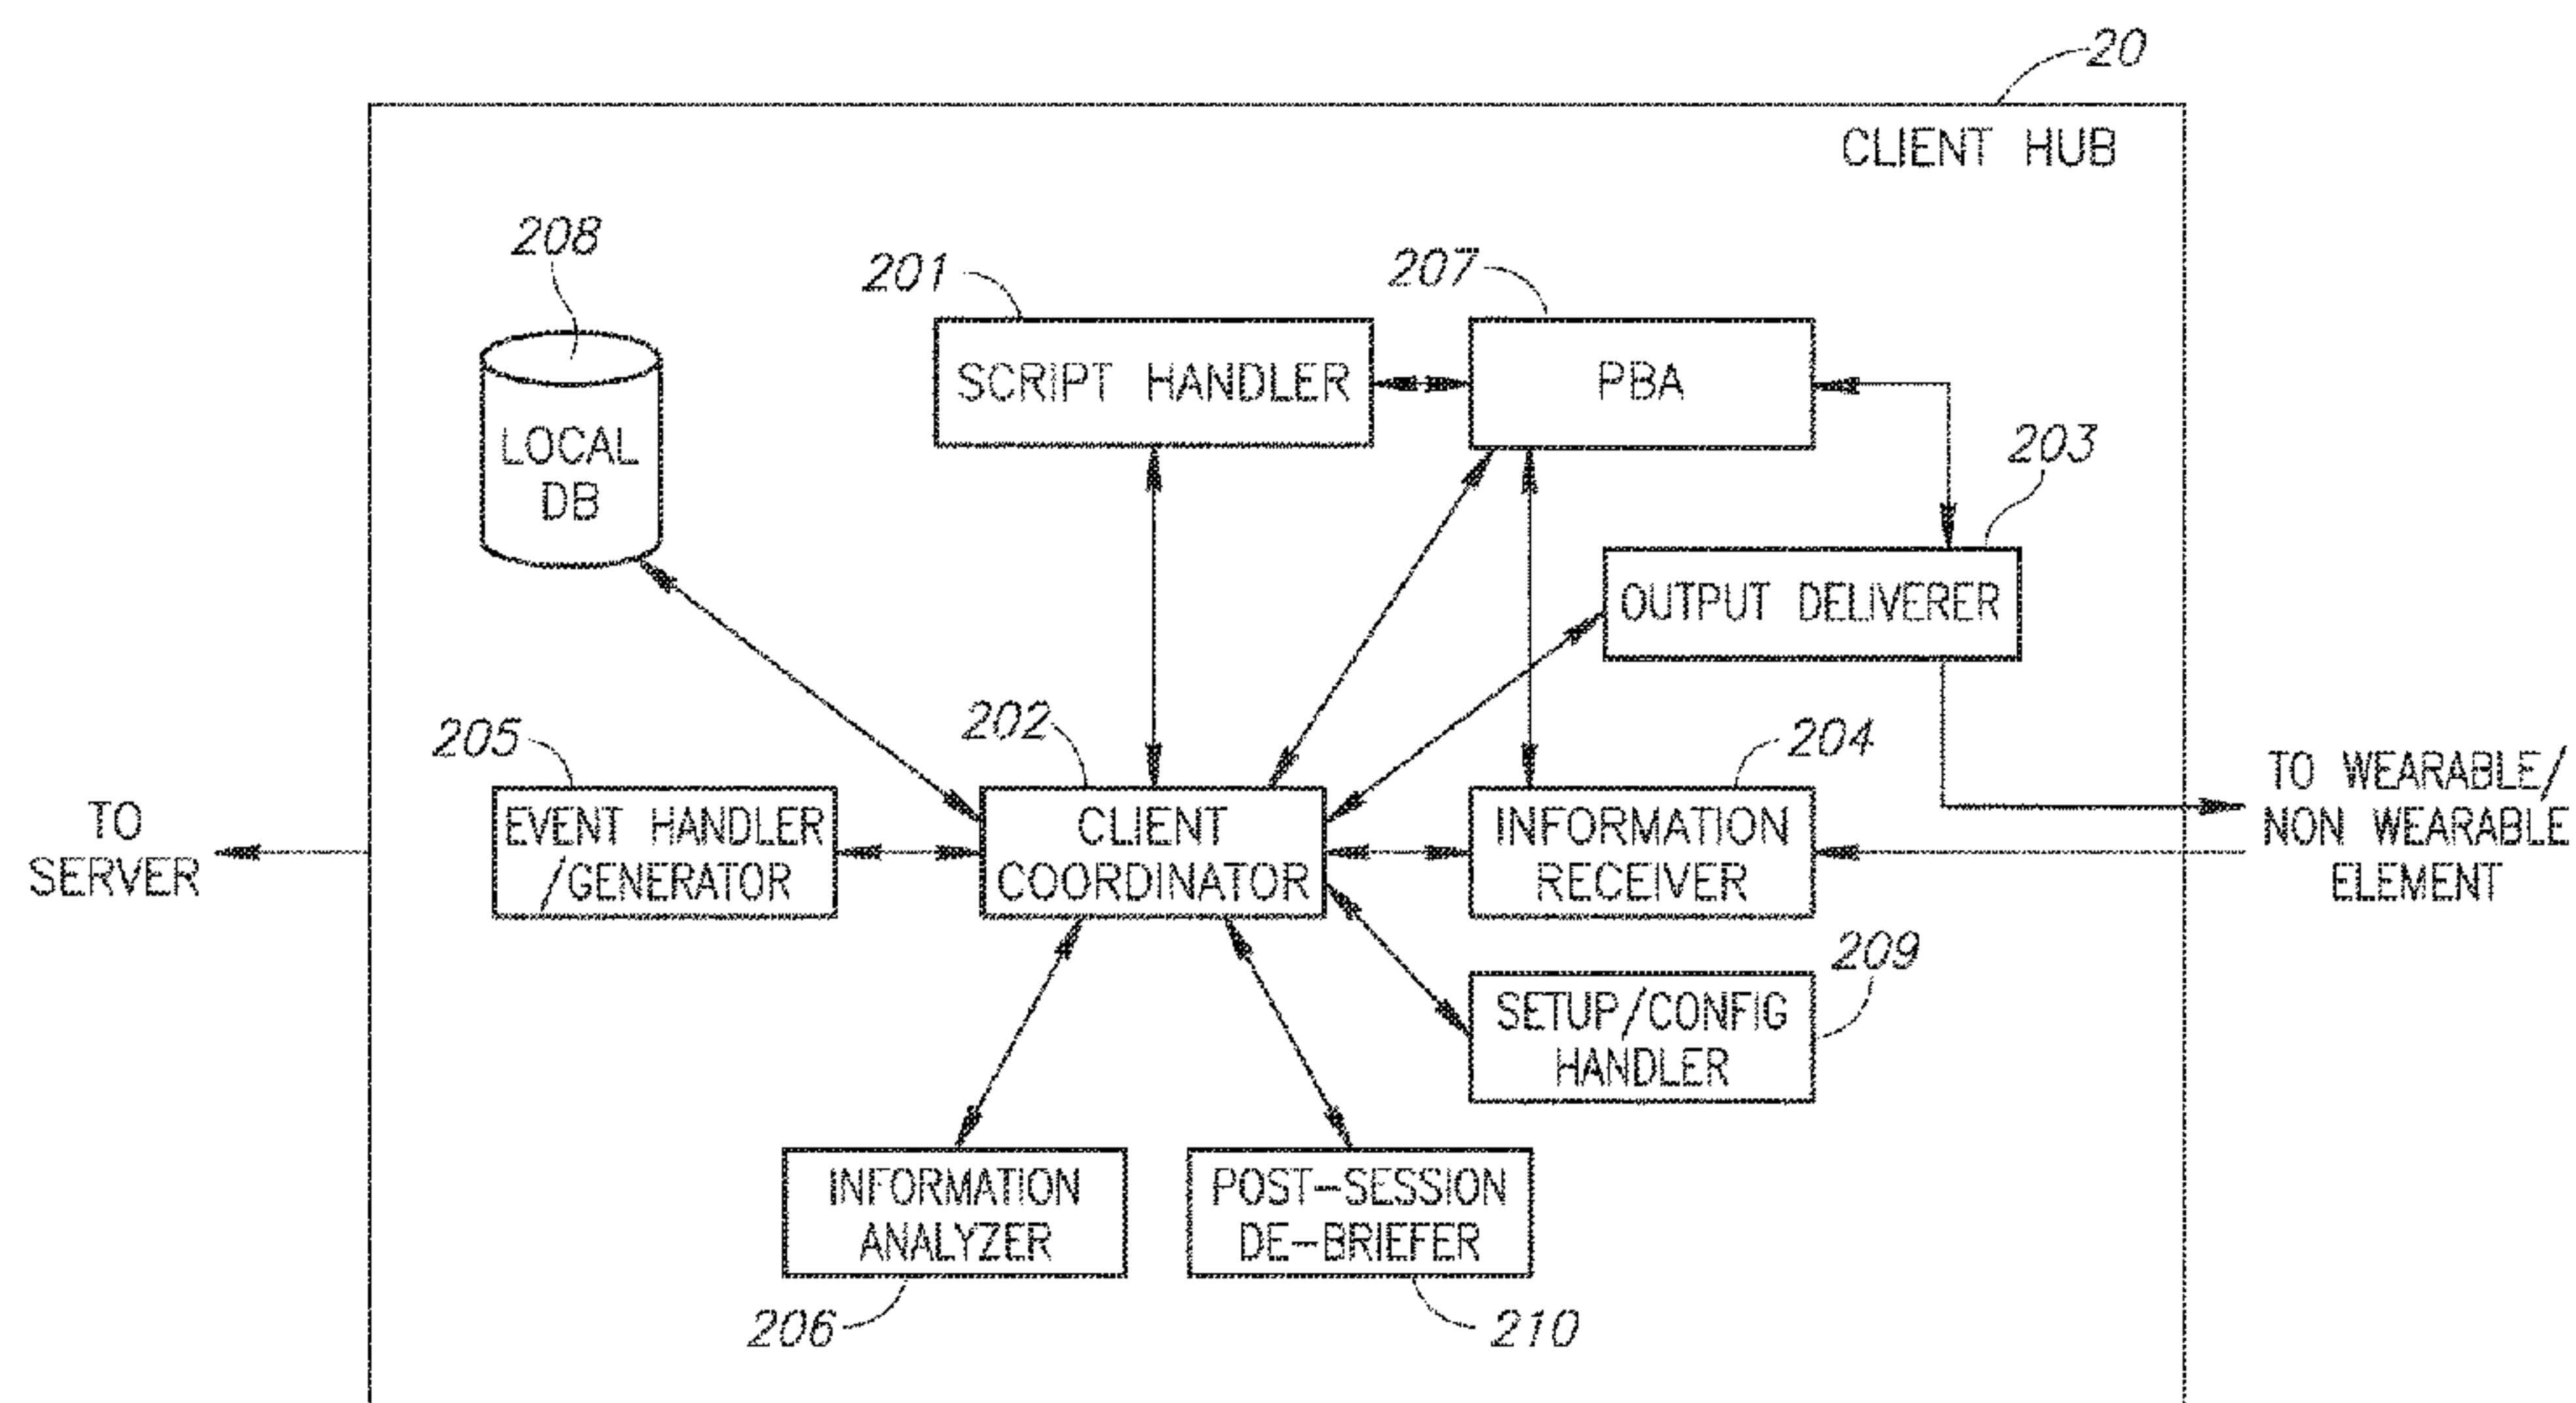 20
CLIENT HUB
208
201
207
SCRIPT HANDLER
PBA
LOCAL
DB
203
OUTPUT DELIVERER
205
202
204
TO
SERVER
EVENT HANDLER
/GENERATOR
CLIENT
COORDINATOR
INFORMATION
RECEIVER
TO WEARABLE/
NON WEARABLE
ELEMENT
209
SETUP/CONFIG
HANDLER
INFORMATION
ANALYZER
POST-SESSION
DE-BRIEFER
206
210